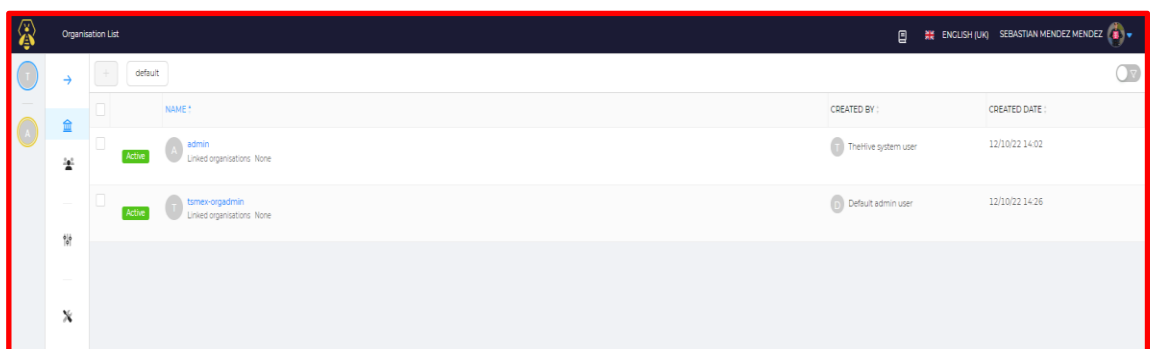 Organisation List
ENGLISH (UK) SEBASTIAN MENDEZ MENDEZ
T
+ default
NAME CREATED BY CREATED DATE
A
Active A admin T TheHive system user 12/10/22 14:02
Linked organisations None
Active T tsmex-orgadmin D Default admin user 12/10/22 14:26
Linked organisations None